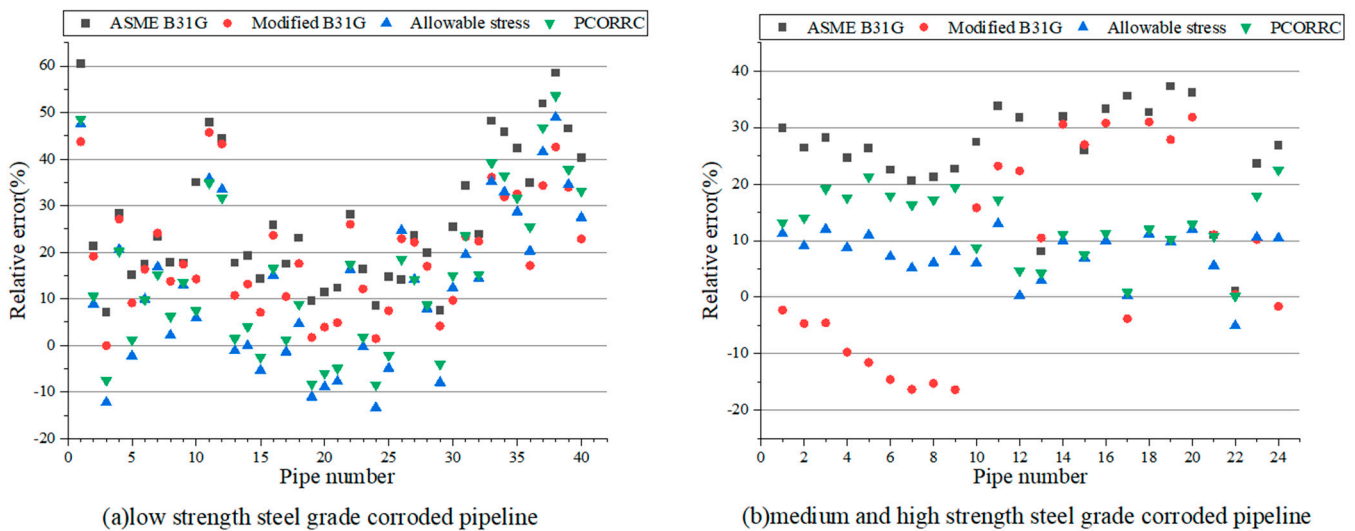 ASME B31G Modified B31G Allowable stress PCORRC
60
50
40
30
20
10
0
-10
-20
Relative error(%)
0 5 10 15 20 25 30 35 40
Pipe number
(a)low strength steel grade corroded pipeline
ASME B31G Modified B31G Allowable stress PCORRC
40
30
20
10
0
-10
-20
Relative error(%)
0 2 4 6 8 10 12 14 16 18 20 22 24
Pipe number
(b)medium and high strength steel grade corroded pipeline